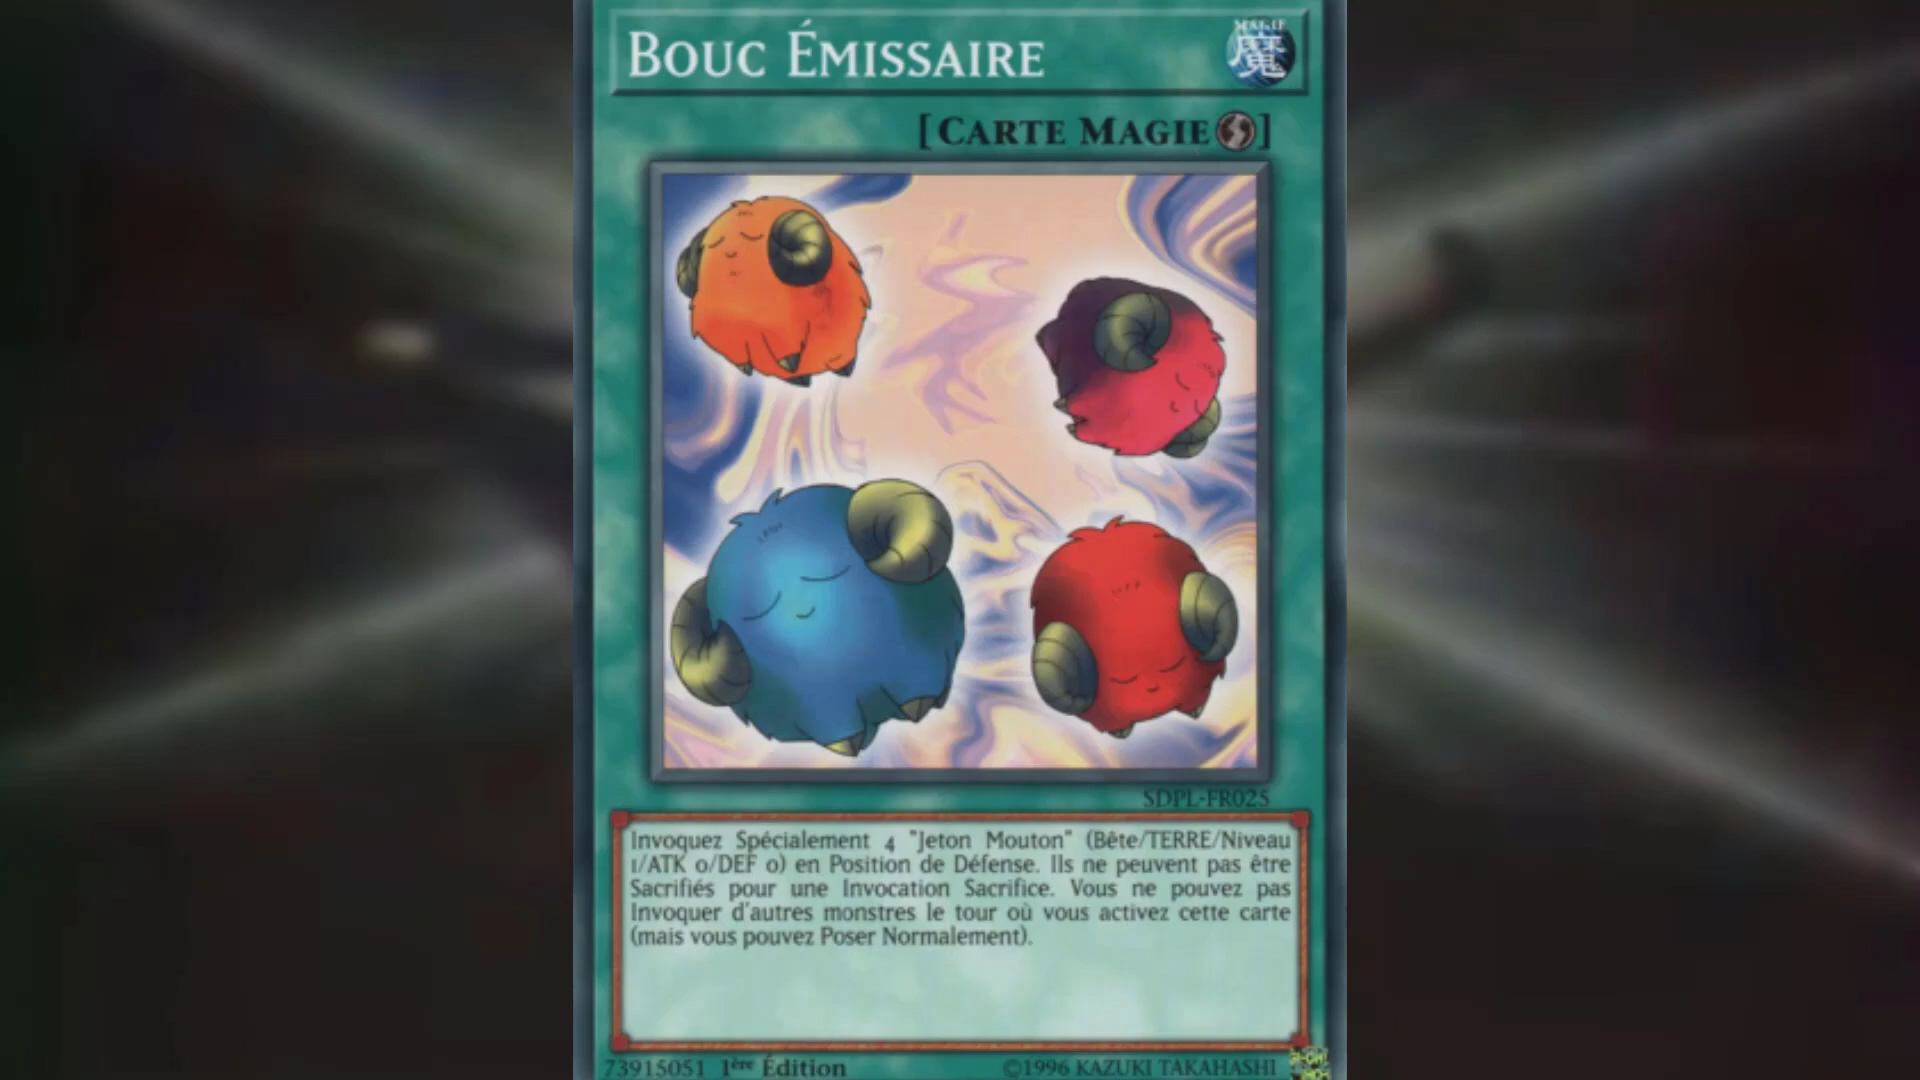 BOUC ÉMISSAIRE
MAGIE
魔
[CARTE MAGIE]
SDPL-FR025
Invoquez Spécialement 4 "Jeton Mouton" (Bête/TERRE/Niveau
1/ATK 0/DEF 0) en Position de Défense. Ils ne peuvent pas être
Sacrifiés pour une Invocation Sacrifice. Vous ne pouvez pas
Invoquer d'autres monstres le tour où vous activez cette carte
(mais vous pouvez Poser Normalement).
73915051 1ère Édition ©1996 KAZUKI TAKAHASHI